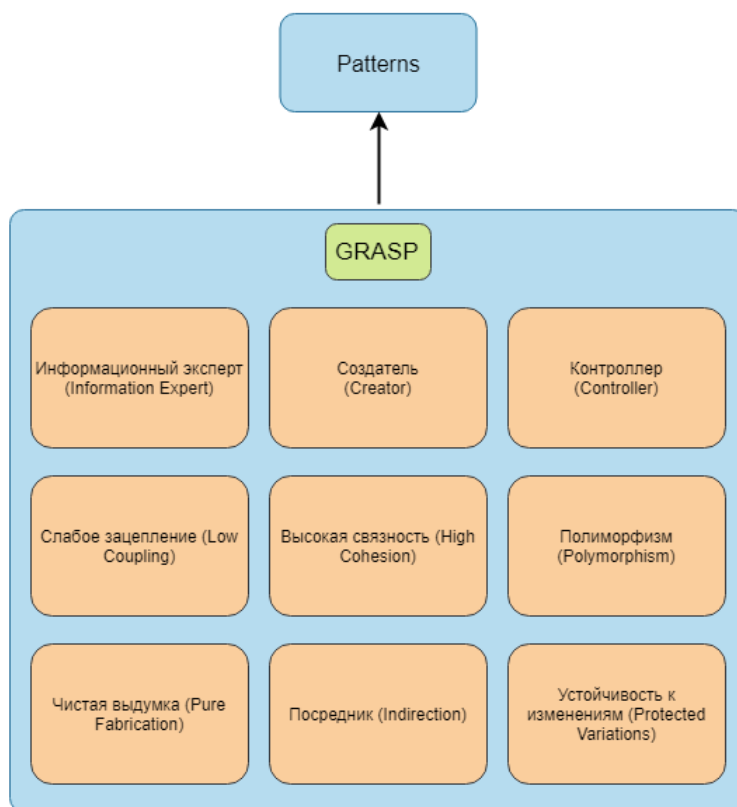 Patterns
GRASP
Информационный эксперт
(Information Expert)
Создатель
(Creator)
Контроллер
(Controller)
Слабое зацепление (Low
Coupling)
Высокая связность (High
Cohesion)
Полиморфизм
(Polymorphism)
Чистая выдумка (Pure
Fabrication)
Посредник (Indirection)
Устойчивость к
изменениям (Protected
Variations)